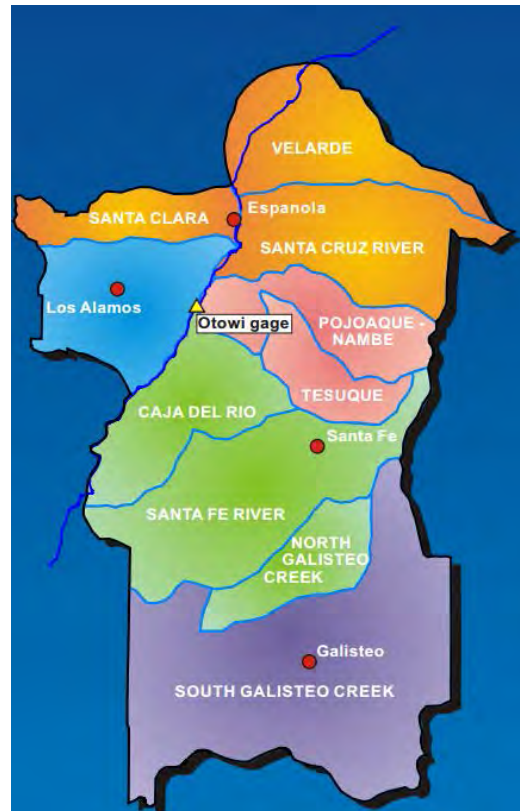 VELARDE
SANTA CLARA
Espanola
SANTA CRUZ RIVER
Los Alamos
Otowi gage
POJOAQUE -
NAMBE
TESUQUE
CAJA DEL RIO
Santa Fe
SANTA FE RIVER
NORTH
GALISTEO
CREEK
Galisteo
SOUTH GALISTEO CREEK